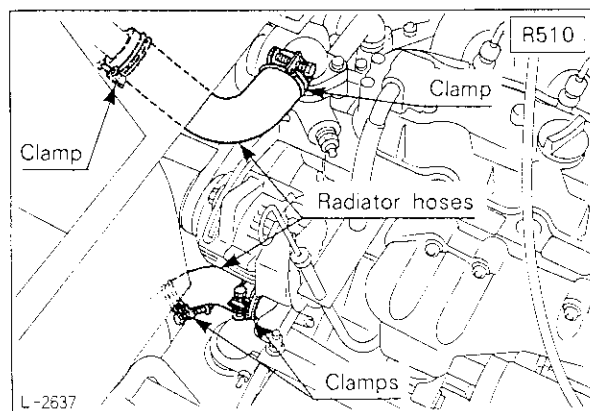 R510
Clamp
Clamp
Radiator hoses
Clamps
L-2637